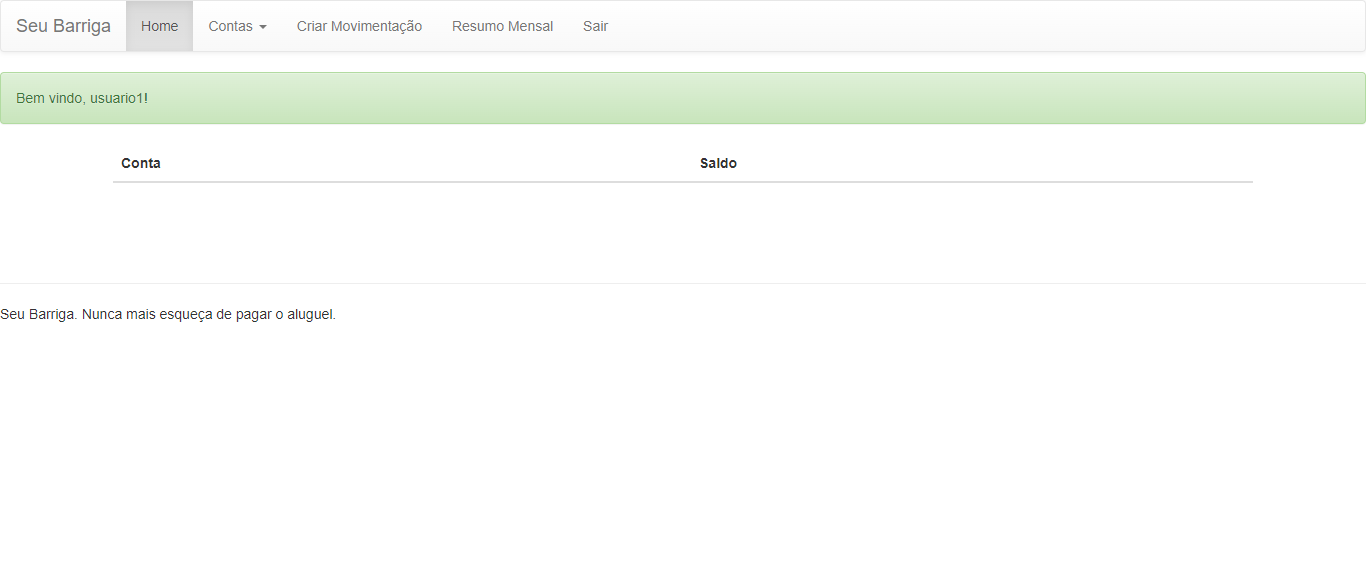 Seu Barriga Home Contas Criar Movimentação Resumo Mensal Sair
Bem vindo, usuario1!
Conta Saldo
Seu Barriga. Nunca mais esqueça de pagar o aluguel.